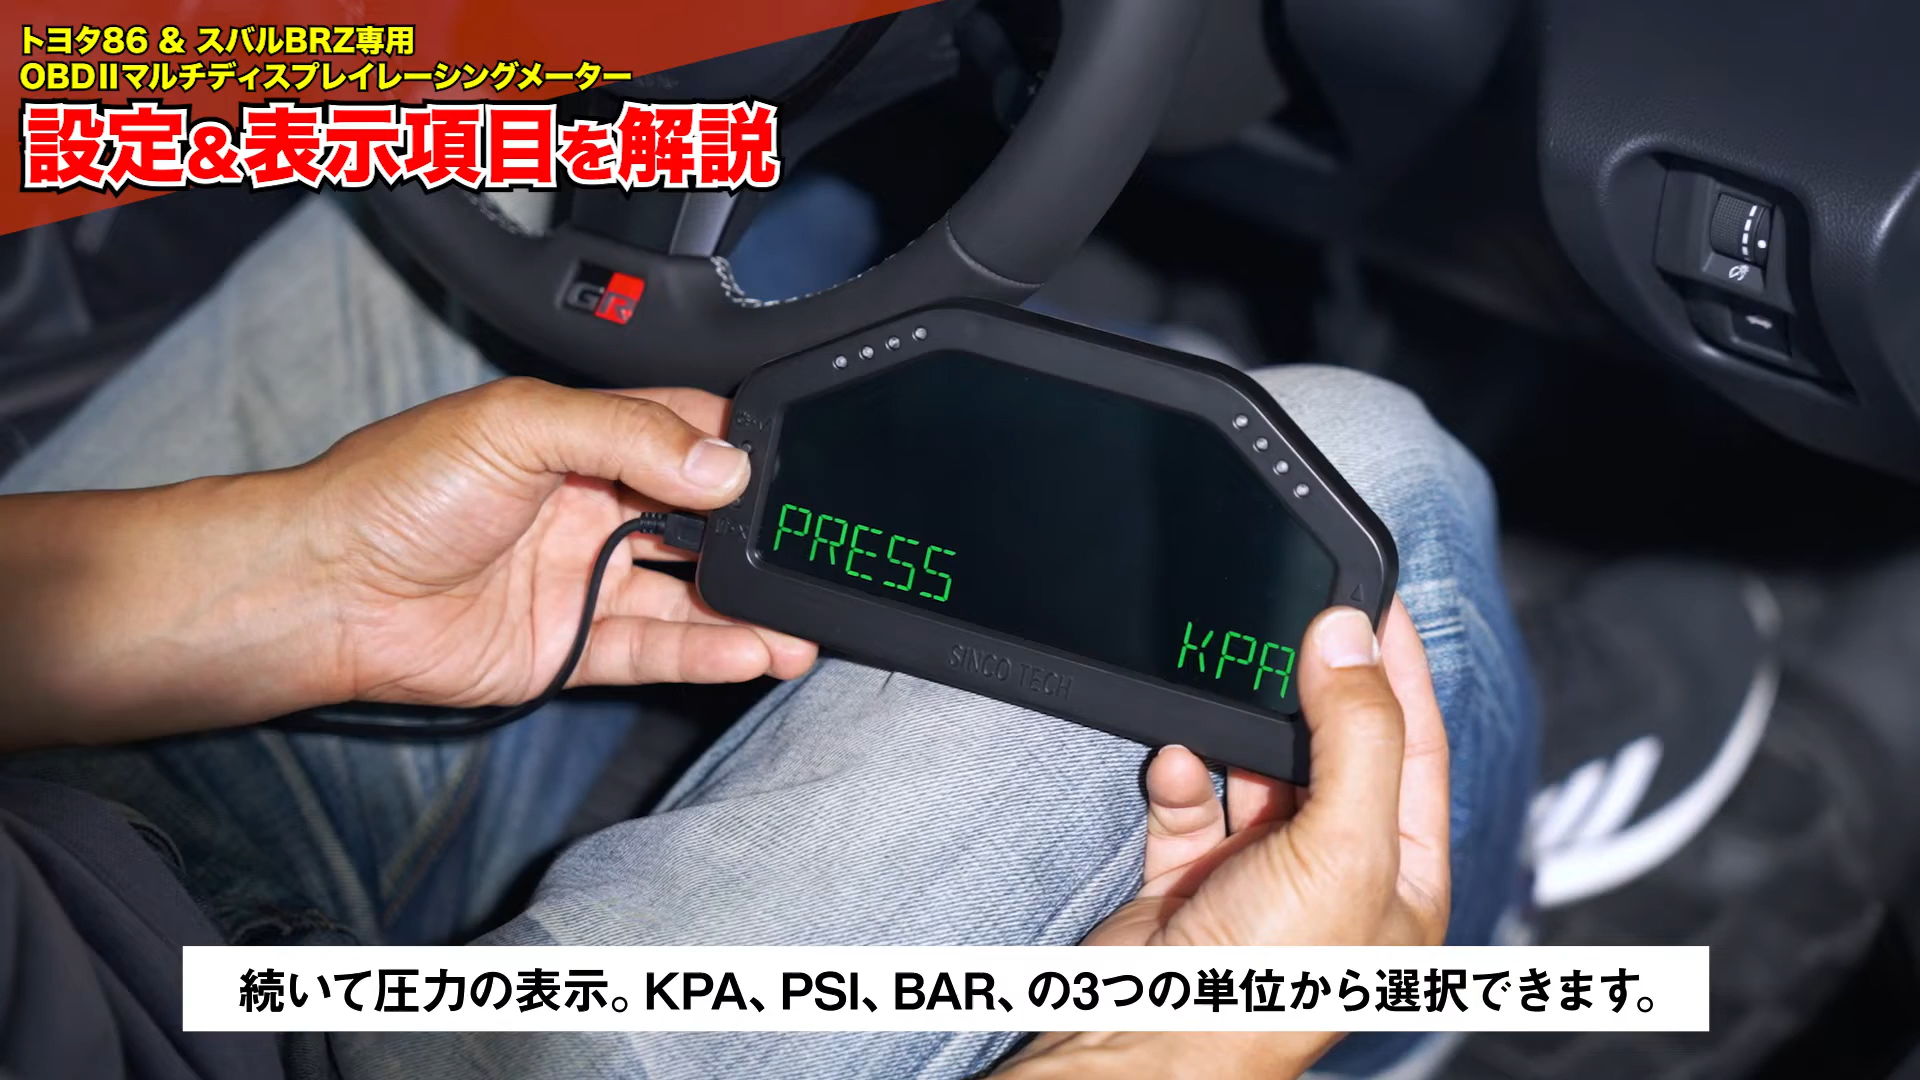 トヨタ86 & スバルBRZ専用
OBDIIマルチディスプレイレーシングメーター
設定&表示項目を解説
GR
PRESS
KPA
SINCO TECH
続いて圧力の表示。KPA、PSI、BAR、の3つの単位から選択できます。